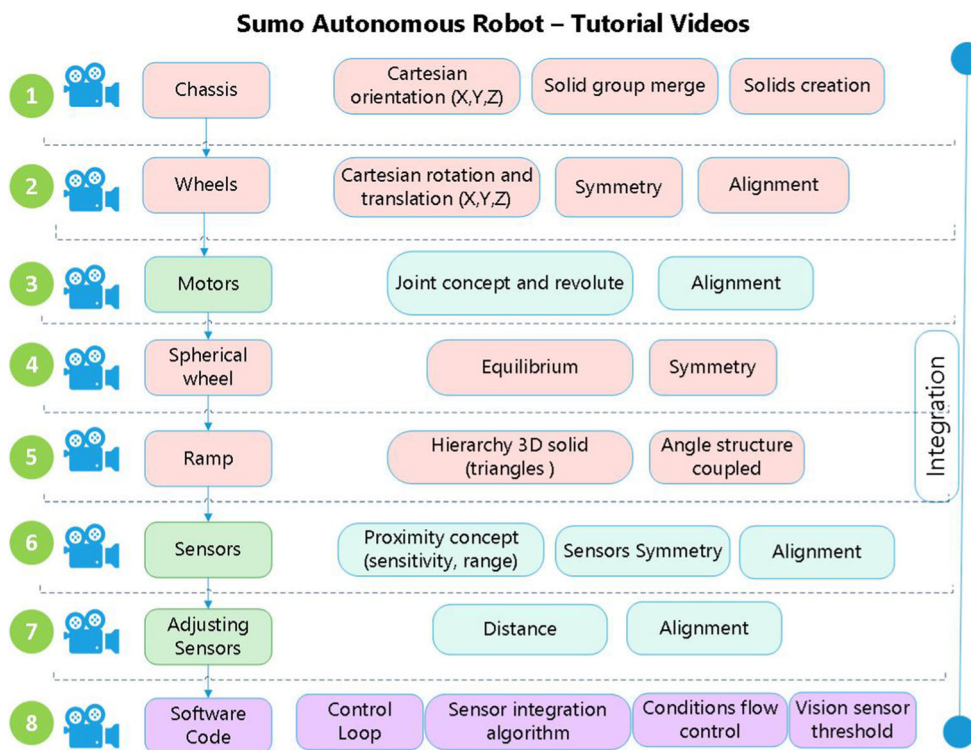 Sumo Autonomous Robot – Tutorial Videos
1
Chassis
Cartesian
orientation (X,Y,Z)
Solid group merge
Solids creation
2
Wheels
Cartesian rotation and
translation (X,Y,Z)
Symmetry
Alignment
3
Motors
Joint concept and revolute
Alignment
4
Spherical
wheel
Equilibrium
Symmetry
Integration
5
Ramp
Hierarchy 3D solid
(triangles )
Angle structure
coupled
6
Sensors
Proximity concept
(sensitivity, range)
Sensors Symmetry
Alignment
7
Adjusting
Sensors
Distance
Alignment
8
Software
Code
Control
Loop
Sensor integration
algorithm
Conditions flow
control
Vision sensor
threshold